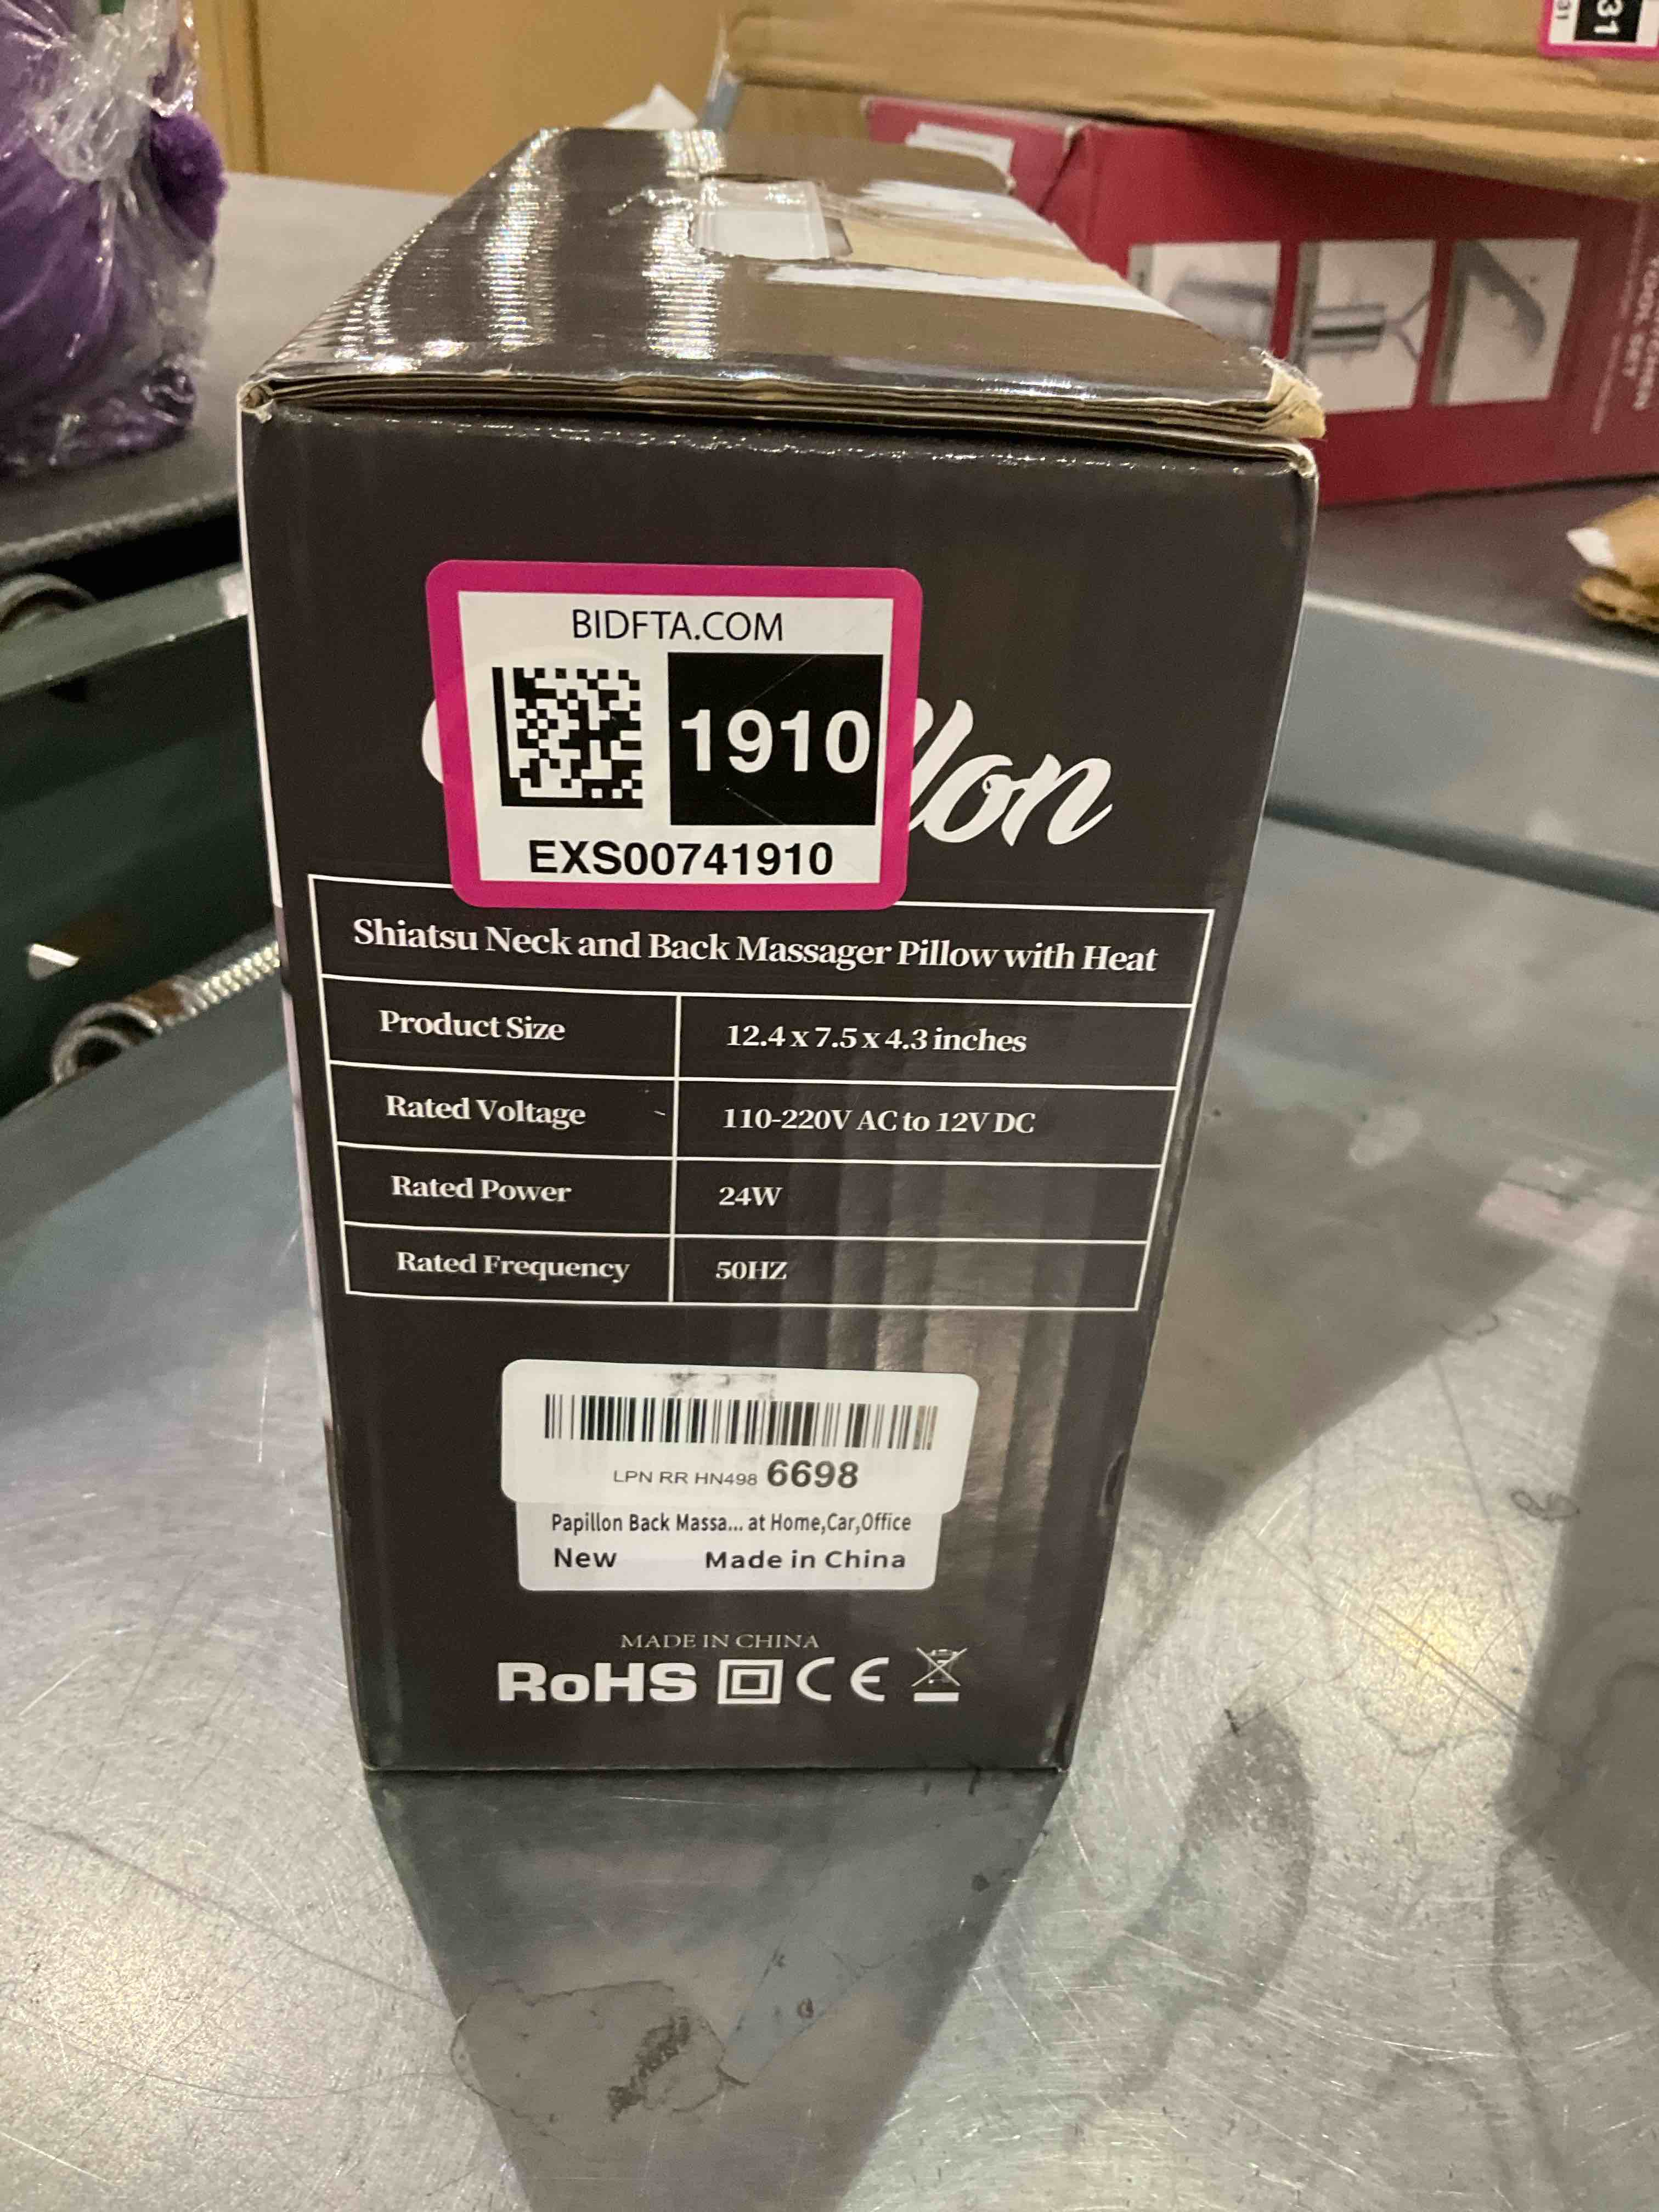 31
31
BIDFTA.COM
1910
EXS00741910
llon
Shiatsu Neck and Back Massager Pillow with Heat
Product Size 12.4 x 7.5 x 4.3 inches
Rated Voltage 110-220V AC to 12V DC
Rated Power 24W
Rated Frequency 50HZ
LPN RR HN498 6698
Papillon Back Massa... at Home,Car,Office
New Made in China
MADE IN CHINA
RoHS CE